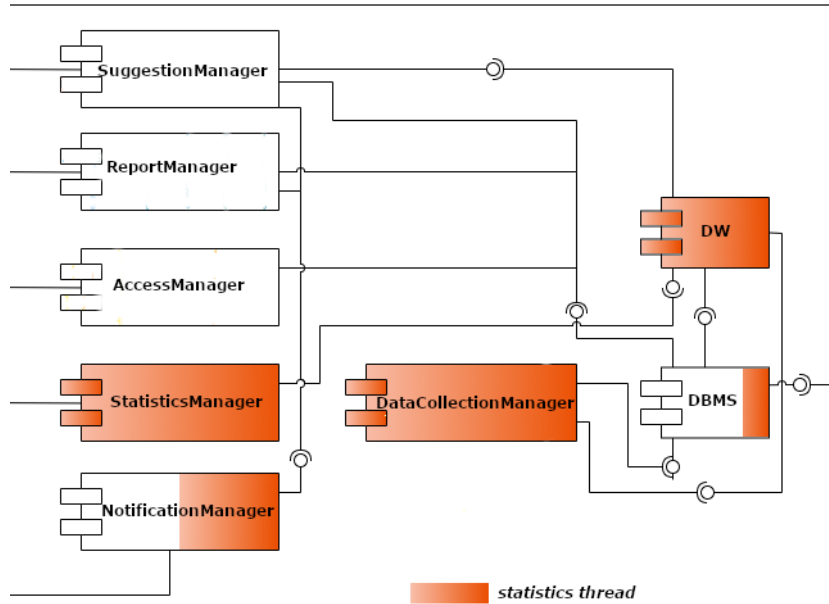 SuggestionManager
ReportManager
DW
AccessManager
StatisticsManager
DataCollectionManager
DBMS
NotificationManager
statistics thread